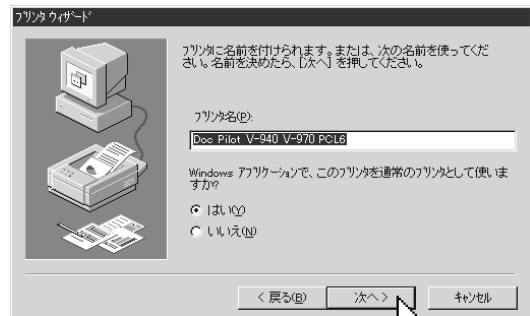 プリンタ ウィザード
プリンタに名前を付けられます。または、次の名前を使ってくだ
さい。名前を決めたら、[次へ] を押してください。
プリンタ名(P):
Doc Pilot V-940 V-970 PCL6
Windows アプリケーションで、このプリンタを通常のプリンタとして使いま
すか?
はい(Y)
いいえ(N)
< 戻る(B)
次へ >
キャンセル